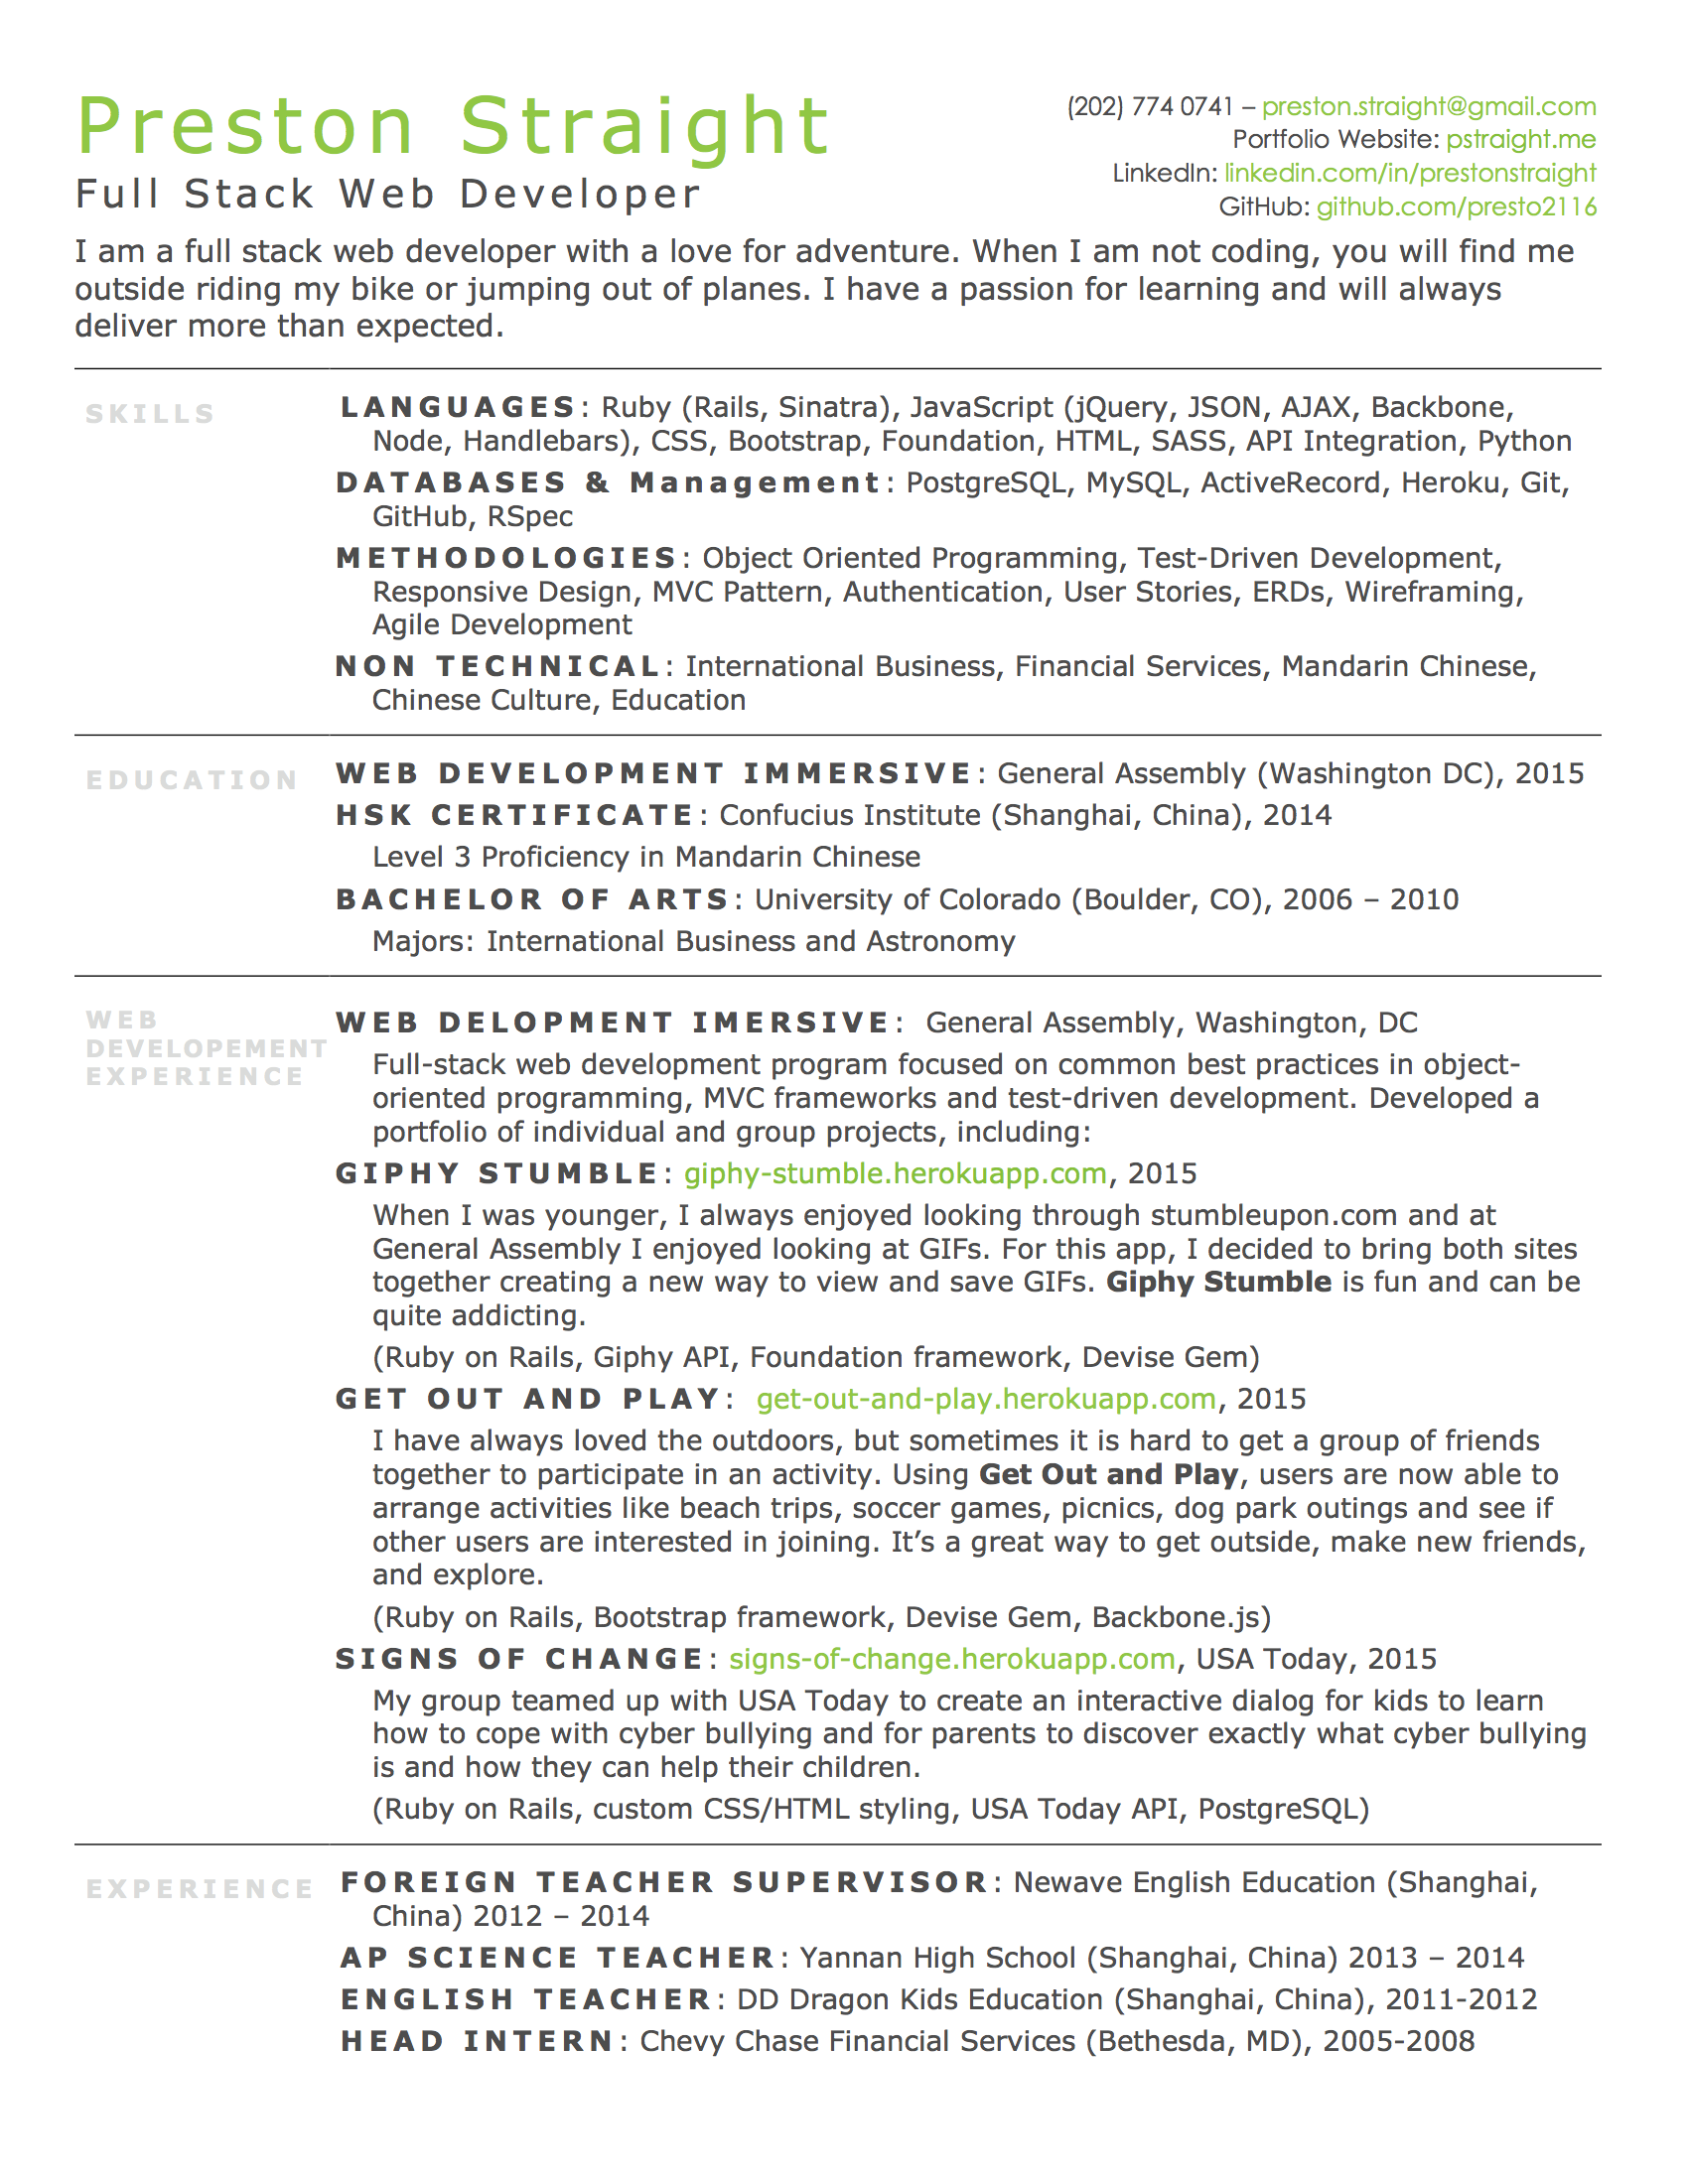 Preston Straight
Full Stack Web Developer
(202) 774 0741 – preston.straight@gmail.com
Portfolio Website: pstraight.me
LinkedIn: linkedin.com/in/prestonstraight
GitHub: github.com/presto2116
I am a full stack web developer with a love for adventure. When I am not coding, you will find me
outside riding my bike or jumping out of planes. I have a passion for learning and will always
deliver more than expected.
SKILLS
LANGUAGES: Ruby (Rails, Sinatra), JavaScript (jQuery, JSON, AJAX, Backbone,
Node, Handlebars), CSS, Bootstrap, Foundation, HTML, SASS, API Integration, Python
DATABASES & Management: PostgreSQL, MySQL, ActiveRecord, Heroku, Git,
GitHub, RSpec
METHODOLOGIES: Object Oriented Programming, Test-Driven Development,
Responsive Design, MVC Pattern, Authentication, User Stories, ERDs, Wireframing,
Agile Development
NON TECHNICAL: International Business, Financial Services, Mandarin Chinese,
Chinese Culture, Education
EDUCATION
WEB DEVELOPMENT IMMERSIVE: General Assembly (Washington DC), 2015
HSK CERTIFICATE: Confucius Institute (Shanghai, China), 2014
Level 3 Proficiency in Mandarin Chinese
BACHELOR OF ARTS: University of Colorado (Boulder, CO), 2006 – 2010
Majors: International Business and Astronomy
WEB
DEVELOPEMENT
EXPERIENCE
WEB DELOPMENT IMERSIVE: General Assembly, Washington, DC
Full-stack web development program focused on common best practices in object-
oriented programming, MVC frameworks and test-driven development. Developed a
portfolio of individual and group projects, including:
GIPHY STUMBLE: giphy-stumble.herokuapp.com, 2015
When I was younger, I always enjoyed looking through stumbleupon.com and at
General Assembly I enjoyed looking at GIFs. For this app, I decided to bring both sites
together creating a new way to view and save GIFs. Giphy Stumble is fun and can be
quite addicting.
(Ruby on Rails, Giphy API, Foundation framework, Devise Gem)
GET OUT AND PLAY: get-out-and-play.herokuapp.com, 2015
I have always loved the outdoors, but sometimes it is hard to get a group of friends
together to participate in an activity. Using Get Out and Play, users are now able to
arrange activities like beach trips, soccer games, picnics, dog park outings and see if
other users are interested in joining. It’s a great way to get outside, make new friends,
and explore.
(Ruby on Rails, Bootstrap framework, Devise Gem, Backbone.js)
SIGNS OF CHANGE: signs-of-change.herokuapp.com, USA Today, 2015
My group teamed up with USA Today to create an interactive dialog for kids to learn
how to cope with cyber bullying and for parents to discover exactly what cyber bullying
is and how they can help their children.
(Ruby on Rails, custom CSS/HTML styling, USA Today API, PostgreSQL)
EXPERIENCE
FOREIGN TEACHER SUPERVISOR: Newave English Education (Shanghai,
China) 2012 – 2014
AP SCIENCE TEACHER: Yannan High School (Shanghai, China) 2013 – 2014
ENGLISH TEACHER: DD Dragon Kids Education (Shanghai, China), 2011-2012
HEAD INTERN: Chevy Chase Financial Services (Bethesda, MD), 2005-2008